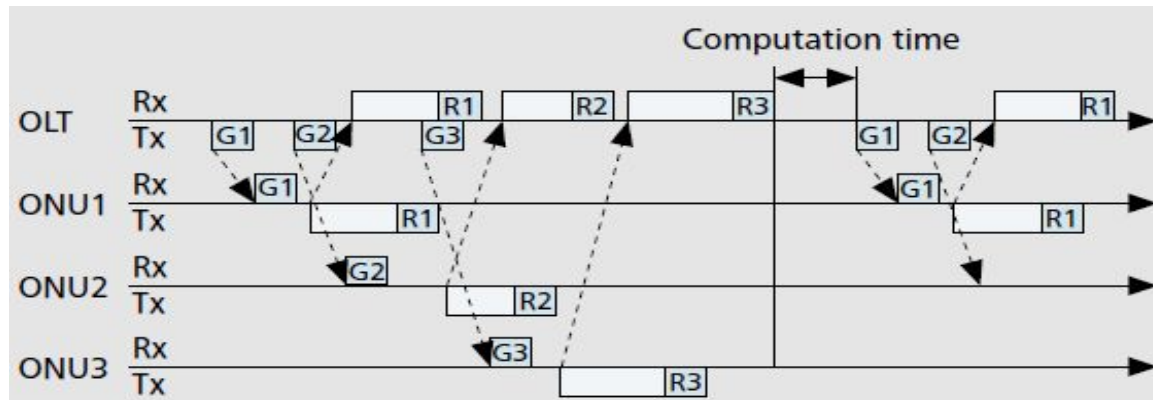 Computation time
OLT Rx R1 R2 R3 R1
Tx G1 G2 G3 G1 G2
ONU1 Rx G1 G1
Tx R1 R1
ONU2 Rx G2
Tx R2
ONU3 Rx G3
Tx R3